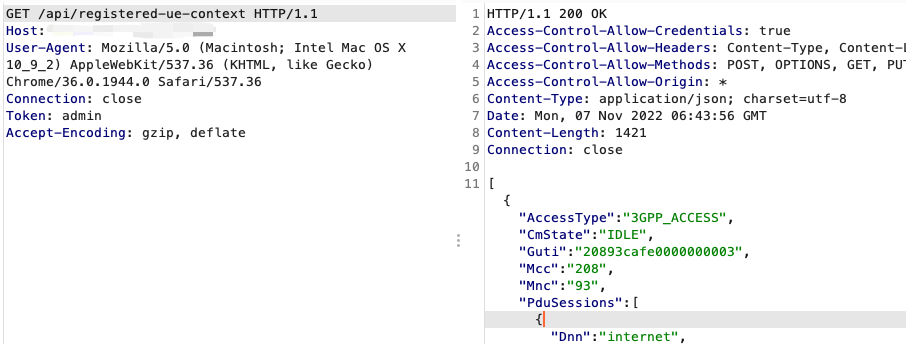 GET /api/registered-ue-context HTTP/1.1
Host:
User-Agent: Mozilla/5.0 (Macintosh; Intel Mac OS X
10_9_2) AppleWebKit/537.36 (KHTML, like Gecko)
Chrome/36.0.1944.0 Safari/537.36
Connection: close
Token: admin
Accept-Encoding: gzip, deflate
1 HTTP/1.1 200 OK
2 Access-Control-Allow-Credentials: true
3 Access-Control-Allow-Headers: Content-Type, Content-L
4 Access-Control-Allow-Methods: POST, OPTIONS, GET, PUT
5 Access-Control-Allow-Origin: *
6 Content-Type: application/json; charset=utf-8
7 Date: Mon, 07 Nov 2022 06:43:56 GMT
8 Content-Length: 1421
9 Connection: close
10
11 [
{
"AccessType":"3GPP_ACCESS",
"CmState":"IDLE",
"Guti":"20893cafe0000000003",
"Mcc":"208",
"Mnc":"93",
"PduSessions":[
{
"Dnn":"internet",